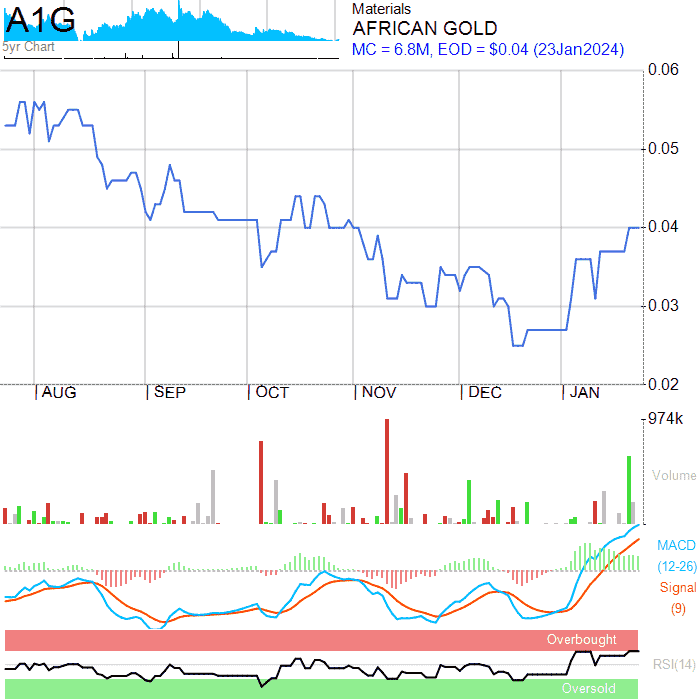 A1G
5yr Chart
Materials
AFRICAN GOLD
MC = 6.8M, EOD = $0.04 (23Jan2024)
0.06
0.05
0.04
0.03
0.02
AUG SEP OCT NOV DEC JAN
974k
Volume
MACD
(12-26)
Signal
(9)
Overbought
RSI(14)
Oversold